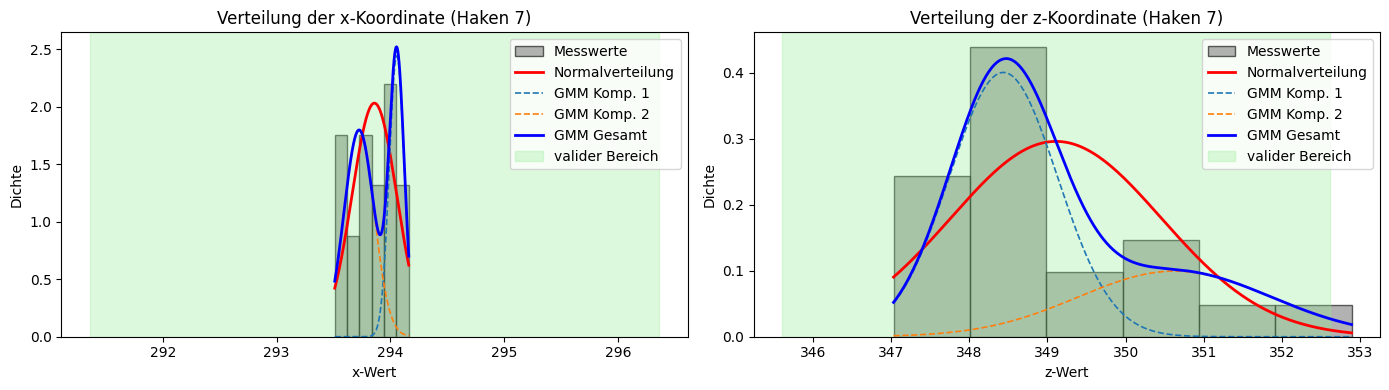 Verteilung der x-Koordinate (Haken 7)
Dichte
2.5
2.0
1.5
1.0
0.5
0.0
292
293
294
295
296
x-Wert
Messwerte
Normalverteilung
GMM Komp. 1
GMM Komp. 2
GMM Gesamt
valider Bereich
Verteilung der z-Koordinate (Haken 7)
Dichte
0.4
0.3
0.2
0.1
0.0
346
347
348
349
350
351
352
353
z-Wert
Messwerte
Normalverteilung
GMM Komp. 1
GMM Komp. 2
GMM Gesamt
valider Bereich